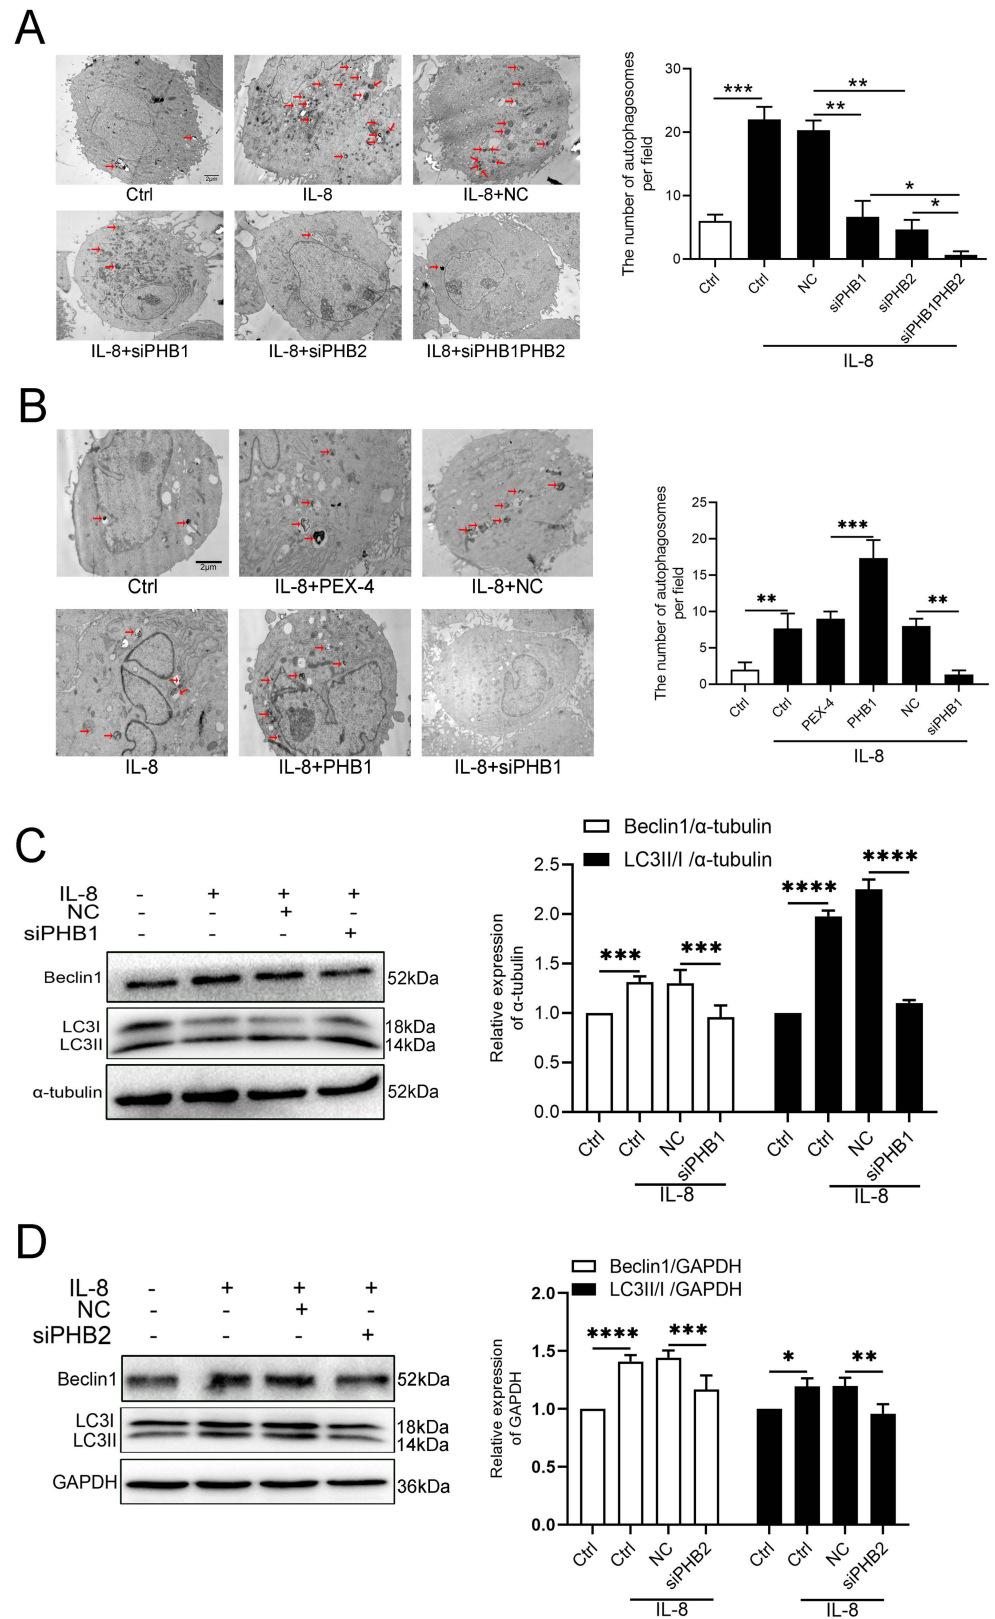 A
2μm
Ctrl
IL-8
IL-8+NC
IL-8+siPHB1
IL-8+siPHB2
IL8+siPHB1PHB2
The number of autophagosomes
per field
30
20
10
0
***
**
**
*
*
Ctrl
Ctrl
NC
siPHB1
siPHB2
siPHB1PHB2
IL-8
B
2μm
Ctrl
IL-8+PEX-4
IL-8+NC
IL-8
IL-8+PHB1
IL-8+siPHB1
The number of autophagosomes
per field
25
20
15
10
5
0
**
***
**
Ctrl
Ctrl
PEX-4
PHB1
NC
siPHB1
IL-8
C
IL-8 - + + +
NC - - + -
siPHB1 - - - +
Beclin1 52kDa
LC3I 18kDa
LC3II 14kDa
α-tubulin 52kDa
Beclin1/α-tubulin
LC3II/I /α-tubulin
Relative expression
of α-tubulin
2.5
2.0
1.5
1.0
0.5
0.0
***
***
****
****
Ctrl
Ctrl
NC
siPHB1
IL-8
Ctrl
Ctrl
NC
siPHB1
IL-8
D
IL-8 - + + +
NC - - + -
siPHB2 - - - +
Beclin1 52kDa
LC3I 18kDa
LC3II 14kDa
GAPDH 36kDa
Beclin1/GAPDH
LC3II/I /GAPDH
Relative expression
of GAPDH
2.0
1.5
1.0
0.5
0.0
****
***
*
**
Ctrl
Ctrl
NC
siPHB2
IL-8
Ctrl
Ctrl
NC
siPHB2
IL-8